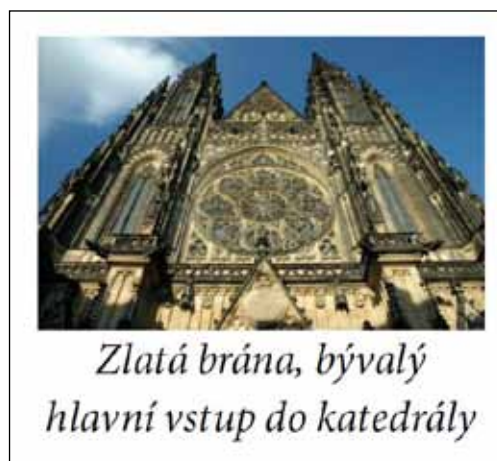 Zlatá brána, bývalý
hlavní vstup do katedrály